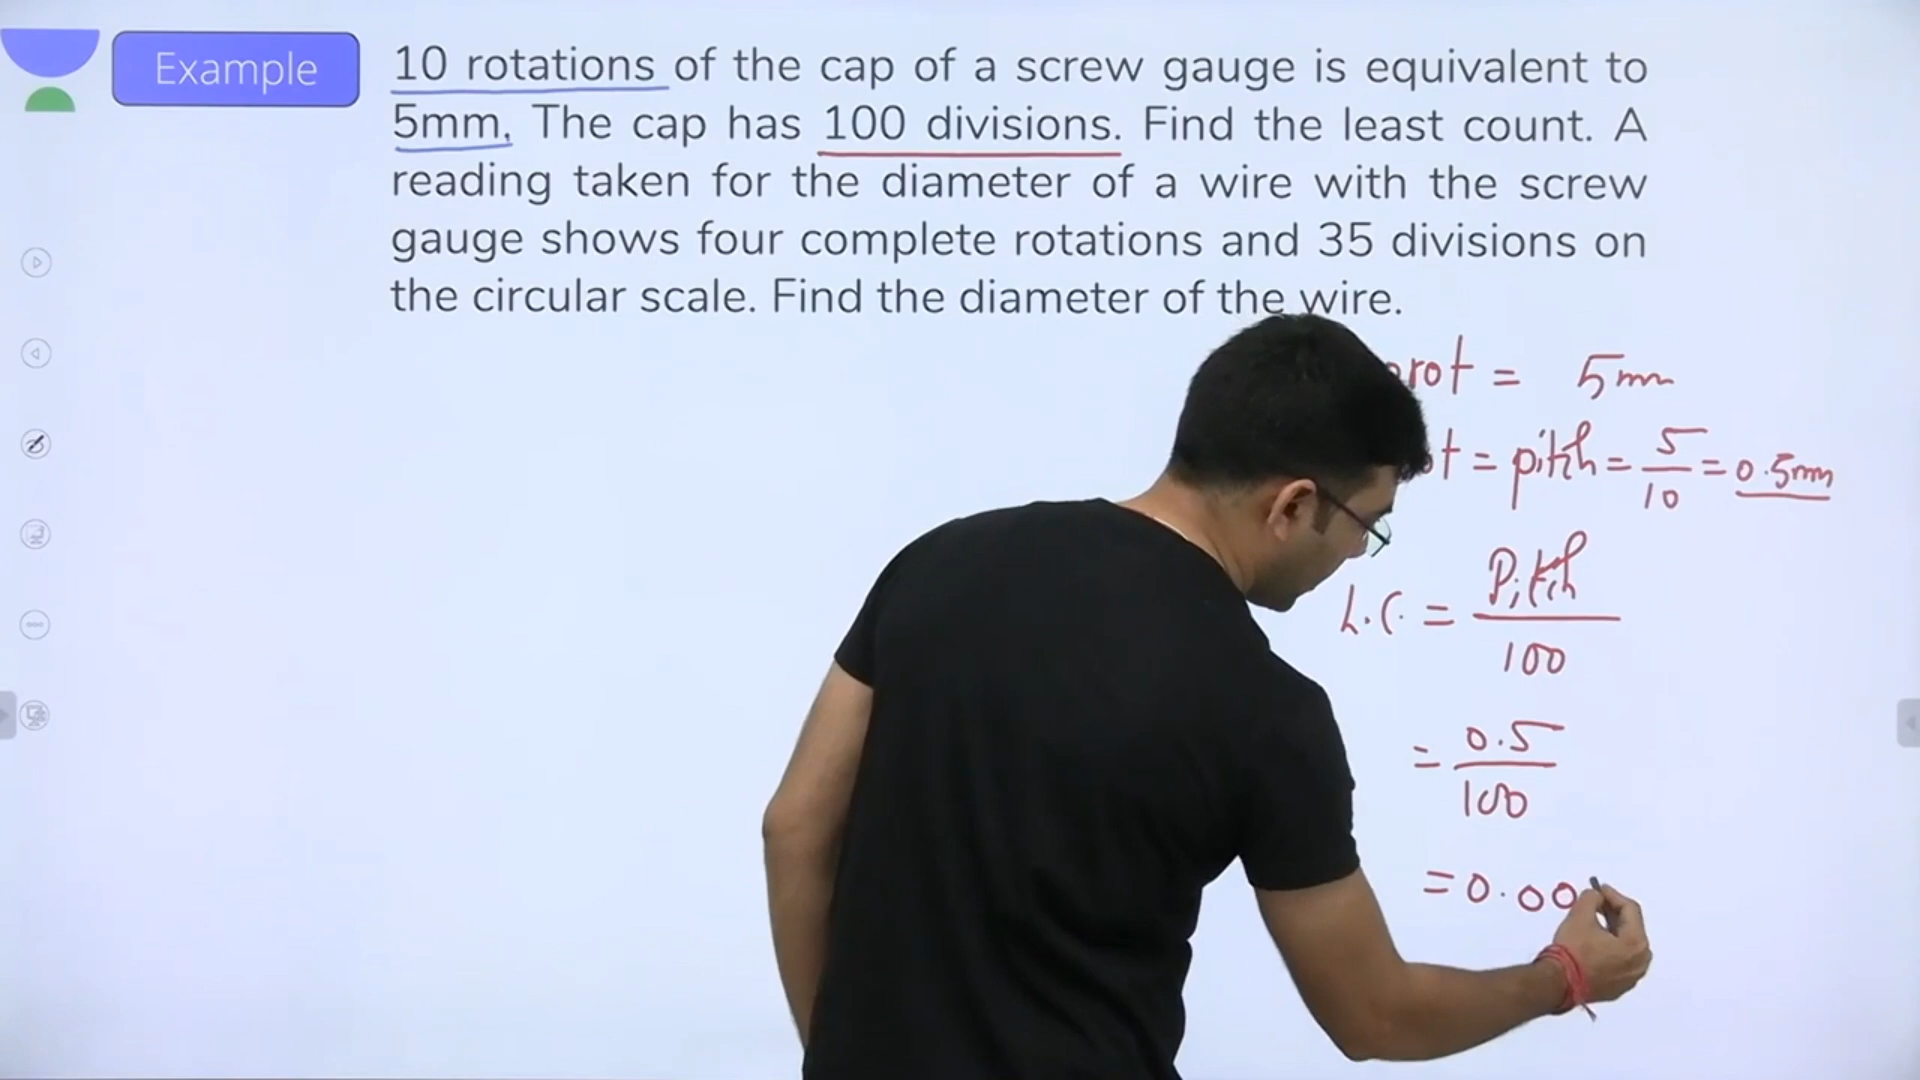 Example
10 rotations of the cap of a screw gauge is equivalent to
5mm, The cap has 100 divisions. Find the least count. A
reading taken for the diameter of a wire with the screw
gauge shows four complete rotations and 35 divisions on
the circular scale. Find the diameter of the wire.
rot = 5mm
= pitch = 5/10 = 0.5mm
L.C. = Pitch/100
= 0.5/100
= 0.00